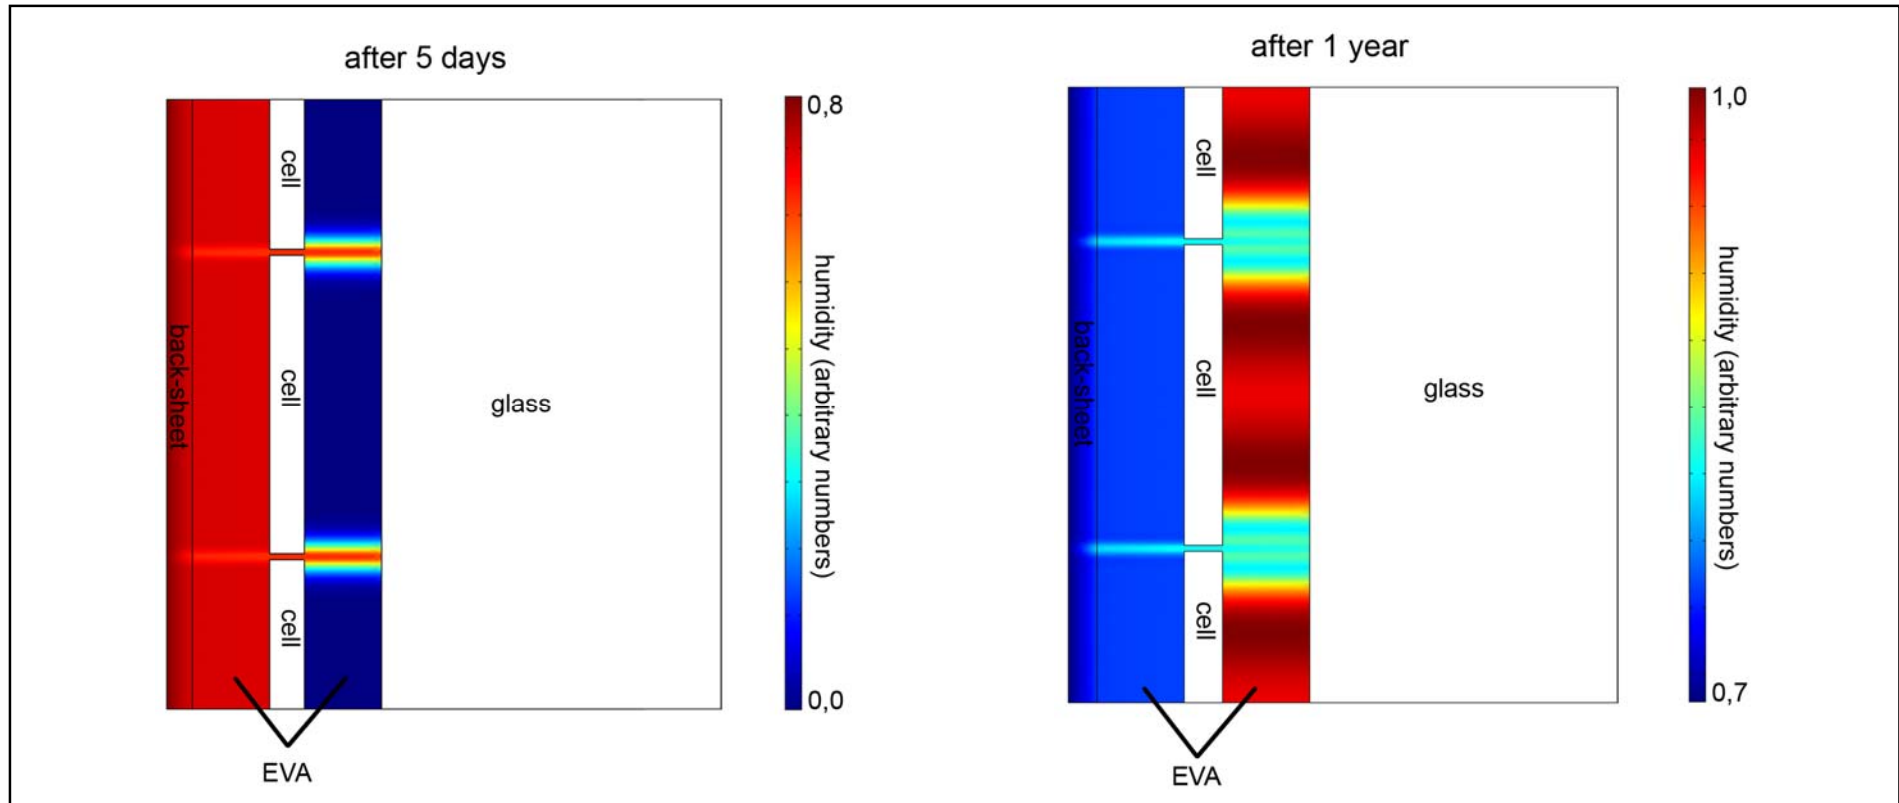 after 5 days
cell
cell
cell
back-sheet
glass
EVA
0,8
humidity (arbitrary numbers)
0,0
after 1 year
cell
cell
cell
back-sheet
glass
EVA
1,0
humidity (arbitrary numbers)
0,7